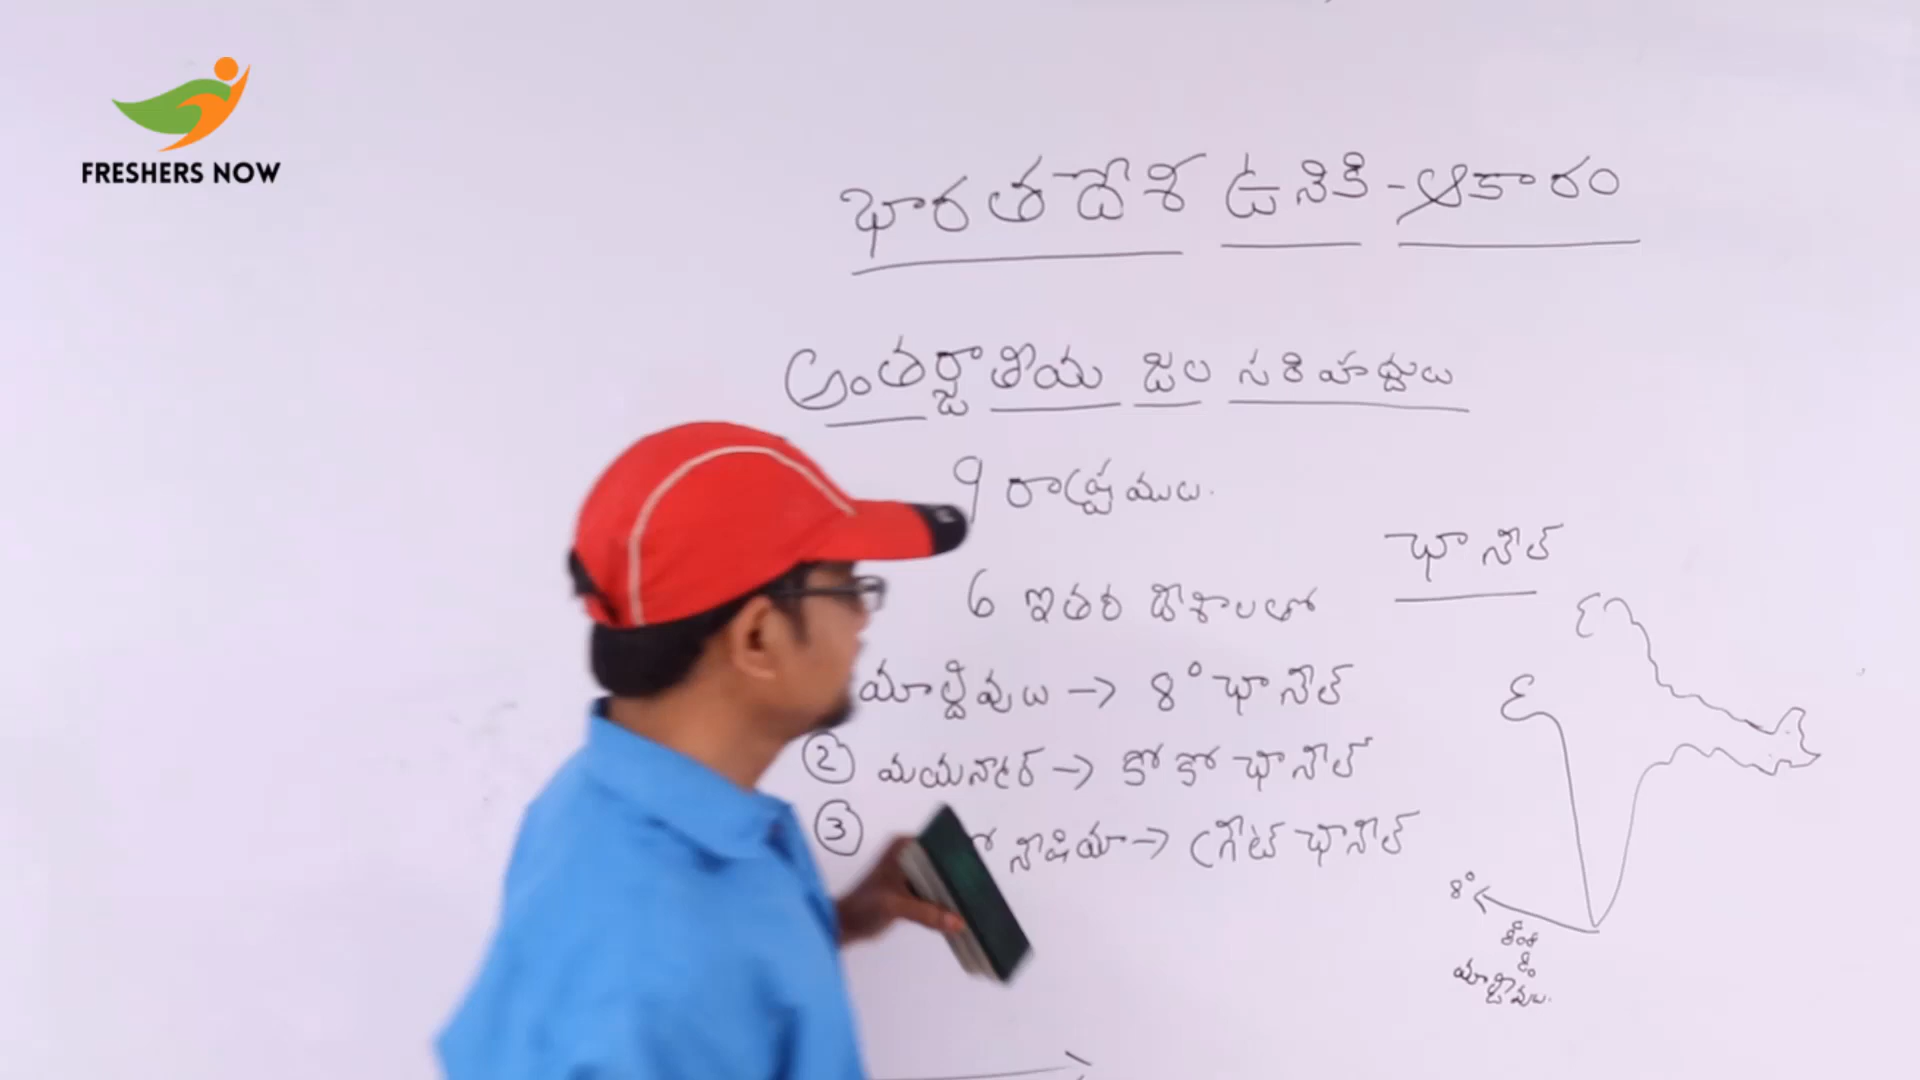 FRESHERS NOW
భారతదేశ ఉనికి - ఆకారం
అంతర్జాతీయ జల సరిహద్దులు
9 రాష్ట్రములు.
ఛానెల్
6 ఇతర దేశాలతో
మాల్దీవులు → 8° ఛానెల్
② మయన్మార్ → కోకో ఛానెల్
③ నేషియా → గ్రేట్ ఛానెల్
8°
మాల్దీవులు.